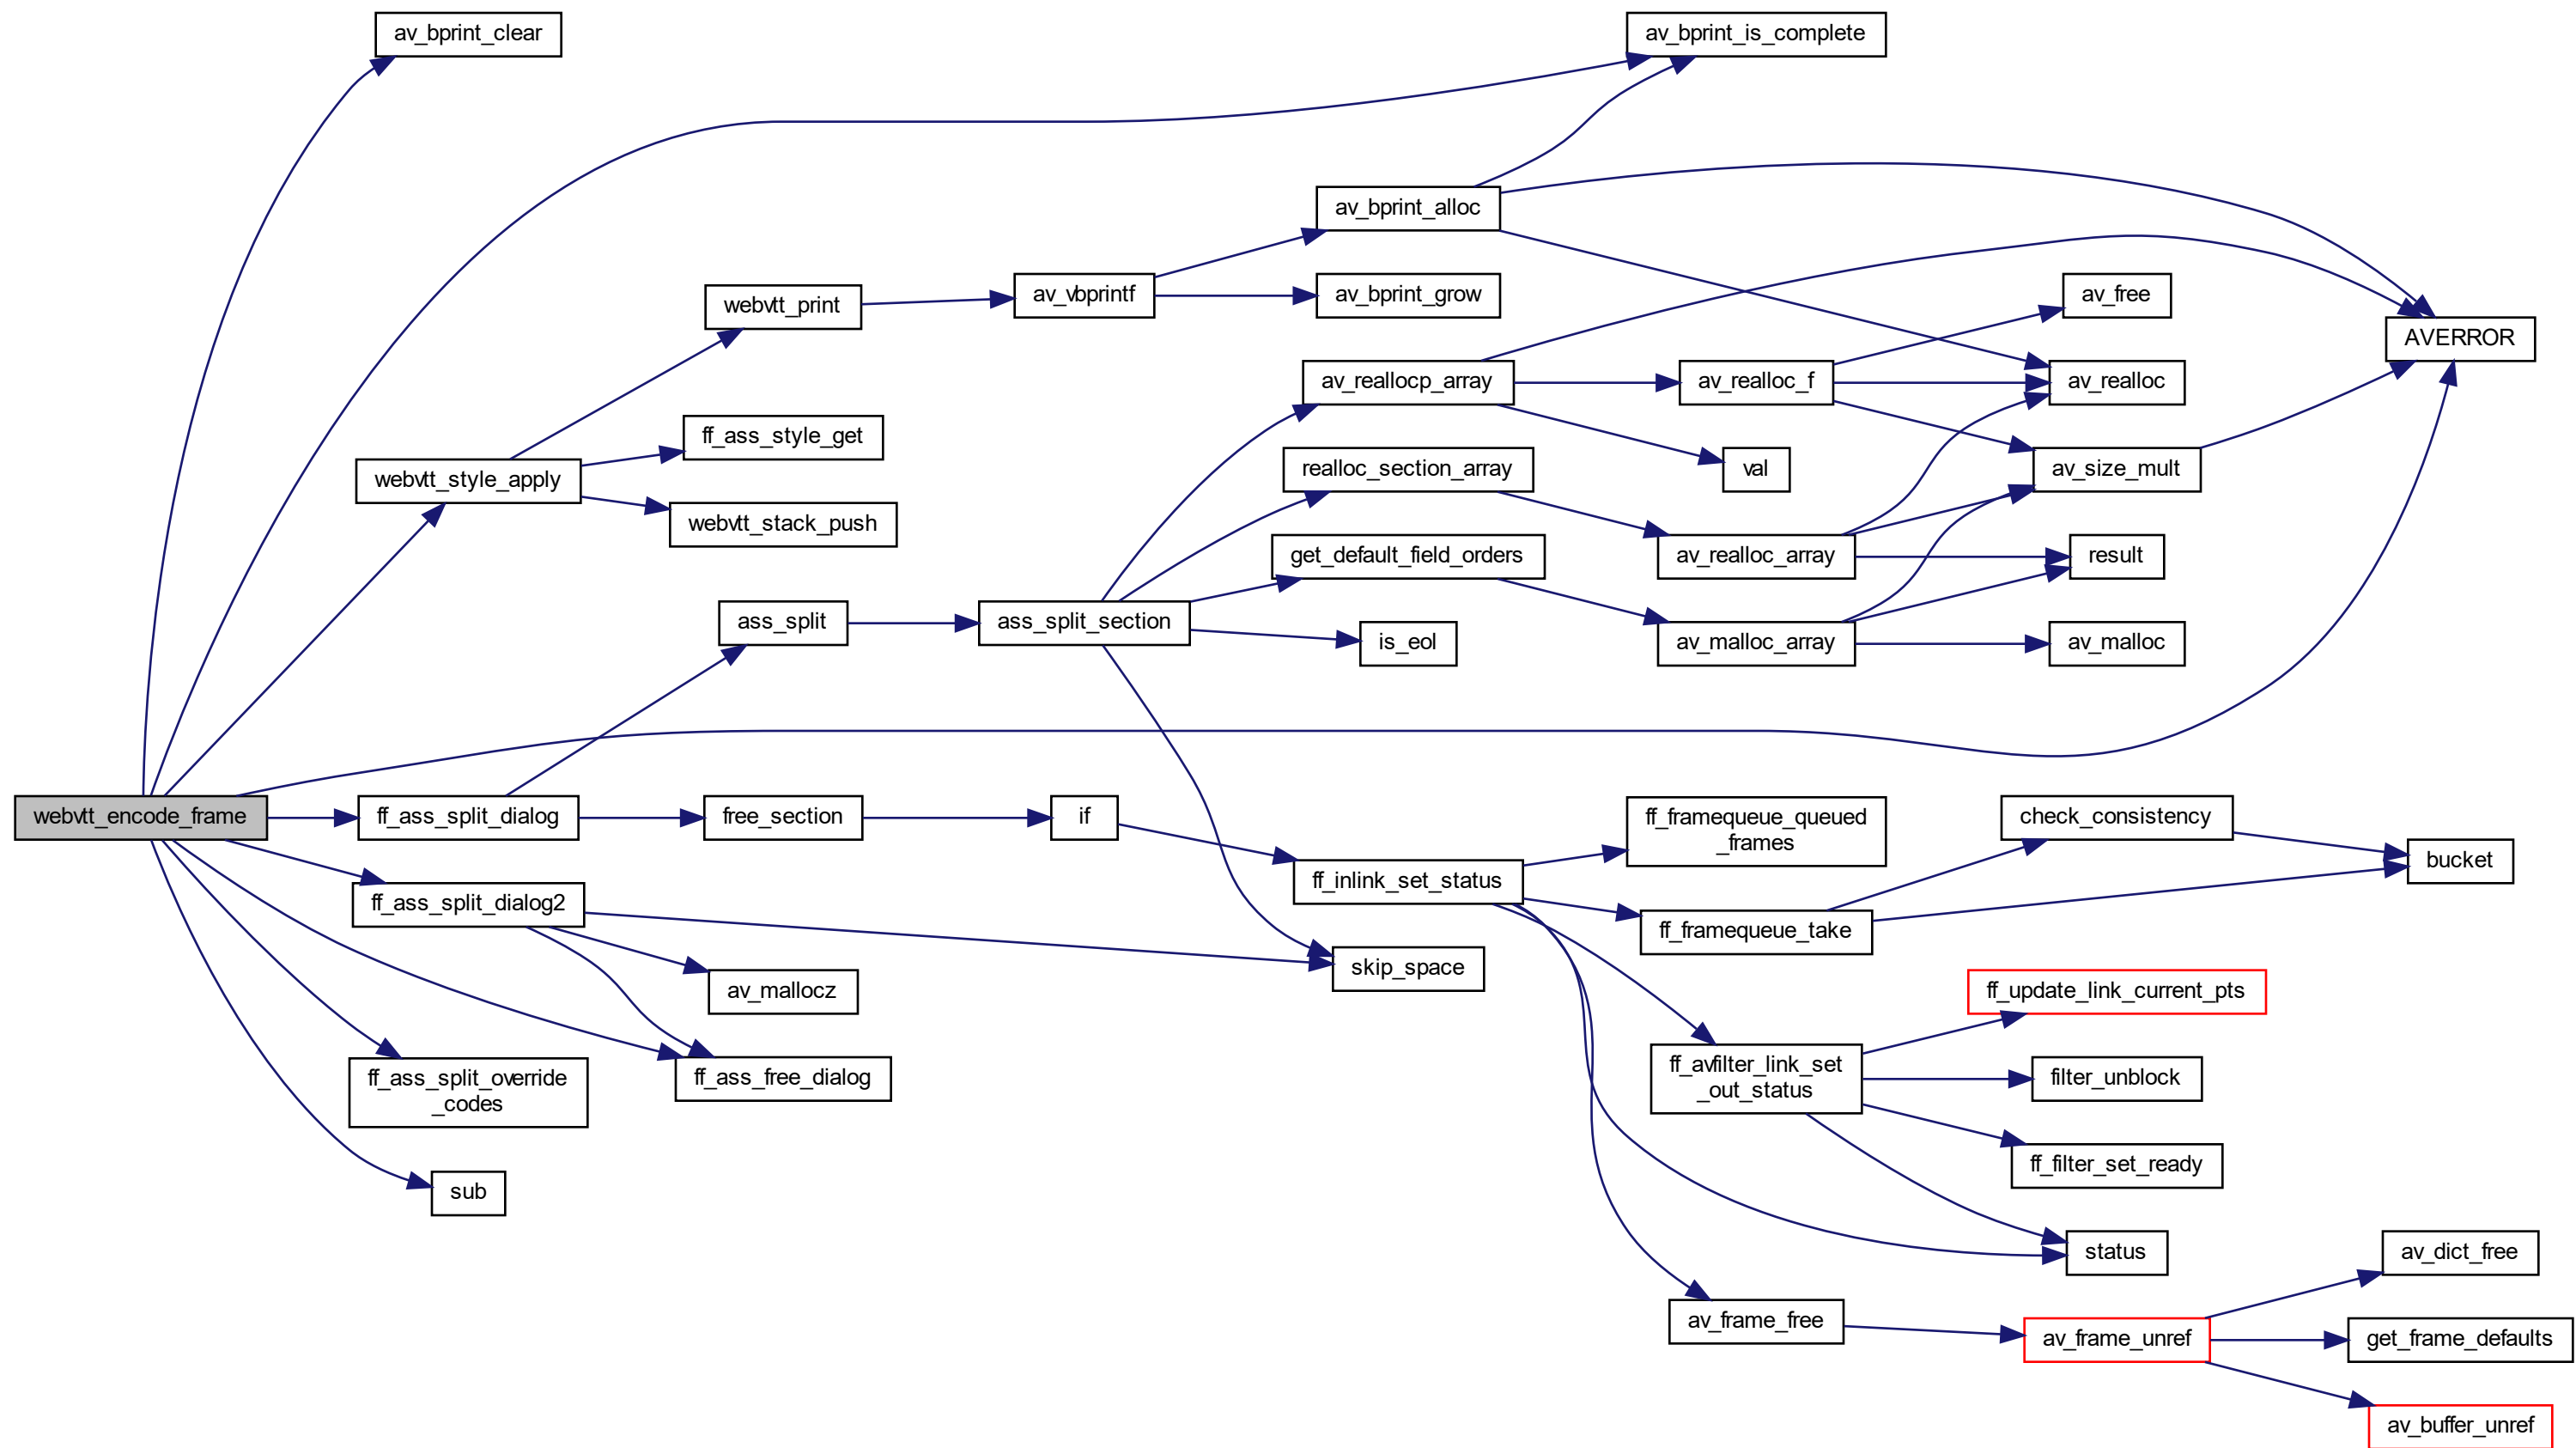 av_bprint_clear
av_bprint_is_complete
av_bprint_alloc
webvtt_print
av_vbprintf
av_bprint_grow
av_free
AVERROR
av_reallocp_array
av_realloc_f
av_realloc
ff_ass_style_get
webvtt_style_apply
realloc_section_array
val
av_size_mult
webvtt_stack_push
get_default_field_orders
av_realloc_array
result
ass_split
ass_split_section
is_eol
av_malloc_array
av_malloc
webvtt_encode_frame
ff_ass_split_dialog
free_section
if
ff_framequeue_queued
_frames
check_consistency
bucket
ff_inlink_set_status
ff_ass_split_dialog2
ff_framequeue_take
skip_space
av_mallocz
ff_update_link_current_pts
ff_ass_split_override
_codes
ff_ass_free_dialog
ff_avfilter_link_set
_out_status
filter_unblock
ff_filter_set_ready
sub
status
av_dict_free
av_frame_free
av_frame_unref
get_frame_defaults
av_buffer_unref